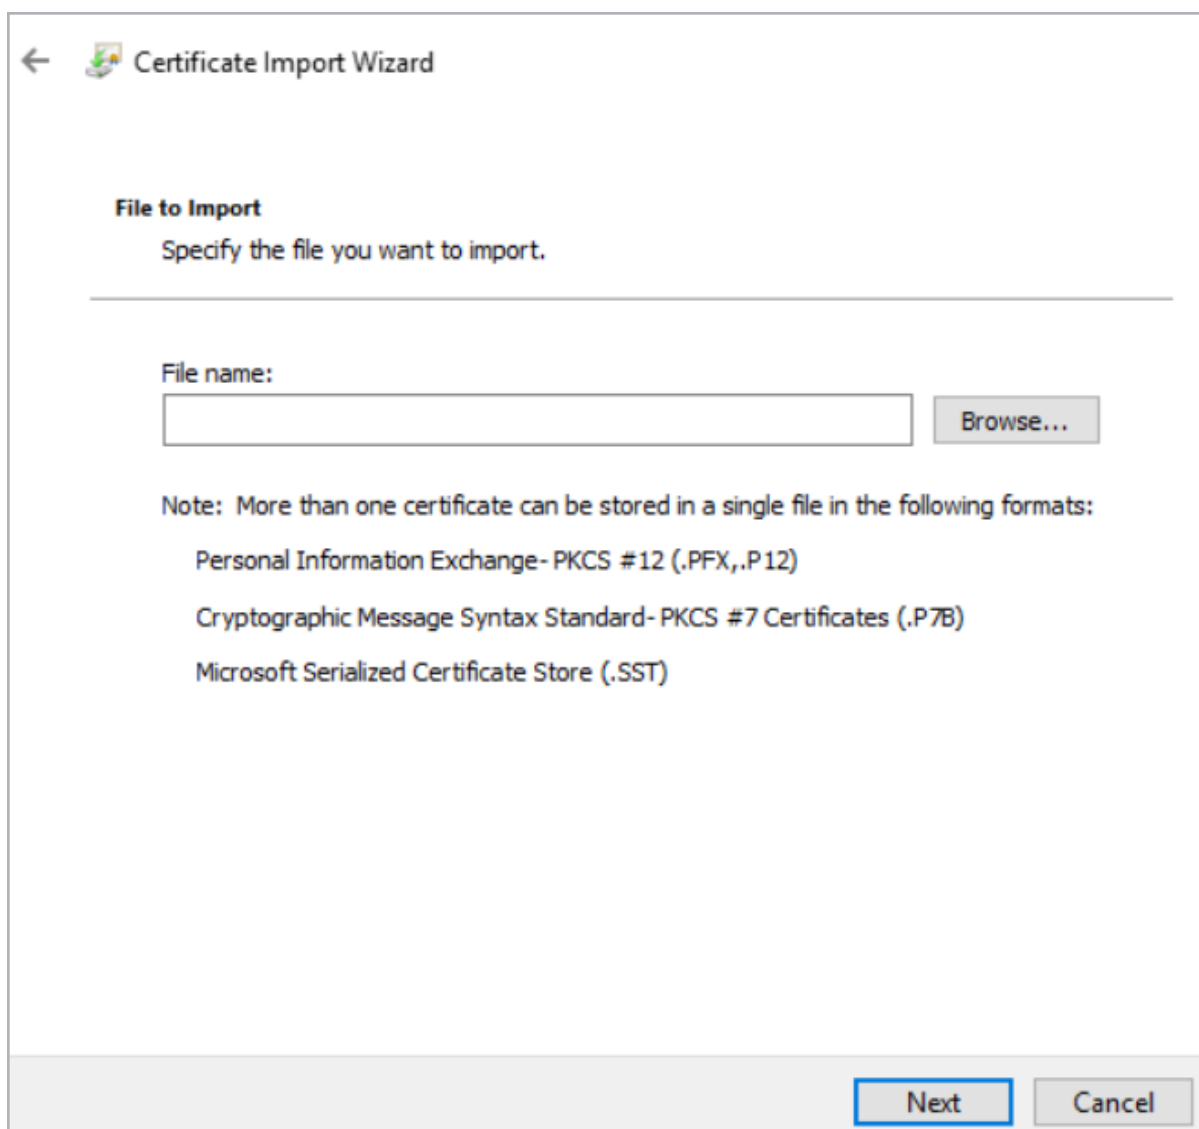 Certificate Import Wizard
File to Import
Specify the file you want to import.
File name:
Browse...
Note:  More than one certificate can be stored in a single file in the following formats:
Personal Information Exchange- PKCS #12 (.PFX,.P12)
Cryptographic Message Syntax Standard- PKCS #7 Certificates (.P7B)
Microsoft Serialized Certificate Store (.SST)
Next
Cancel